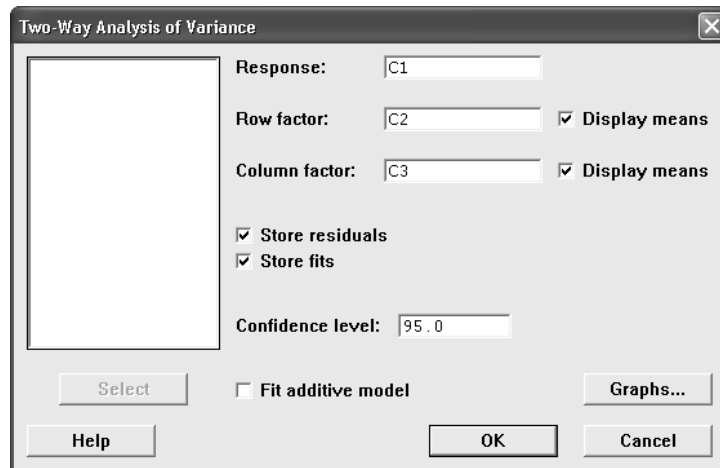 Two-Way Analysis of Variance
Response: C1
Row factor: C2 Display means
Column factor: C3 Display means
Store residuals
Store fits
Confidence level: 95.0
Select Fit additive model Graphs...
Help OK Cancel